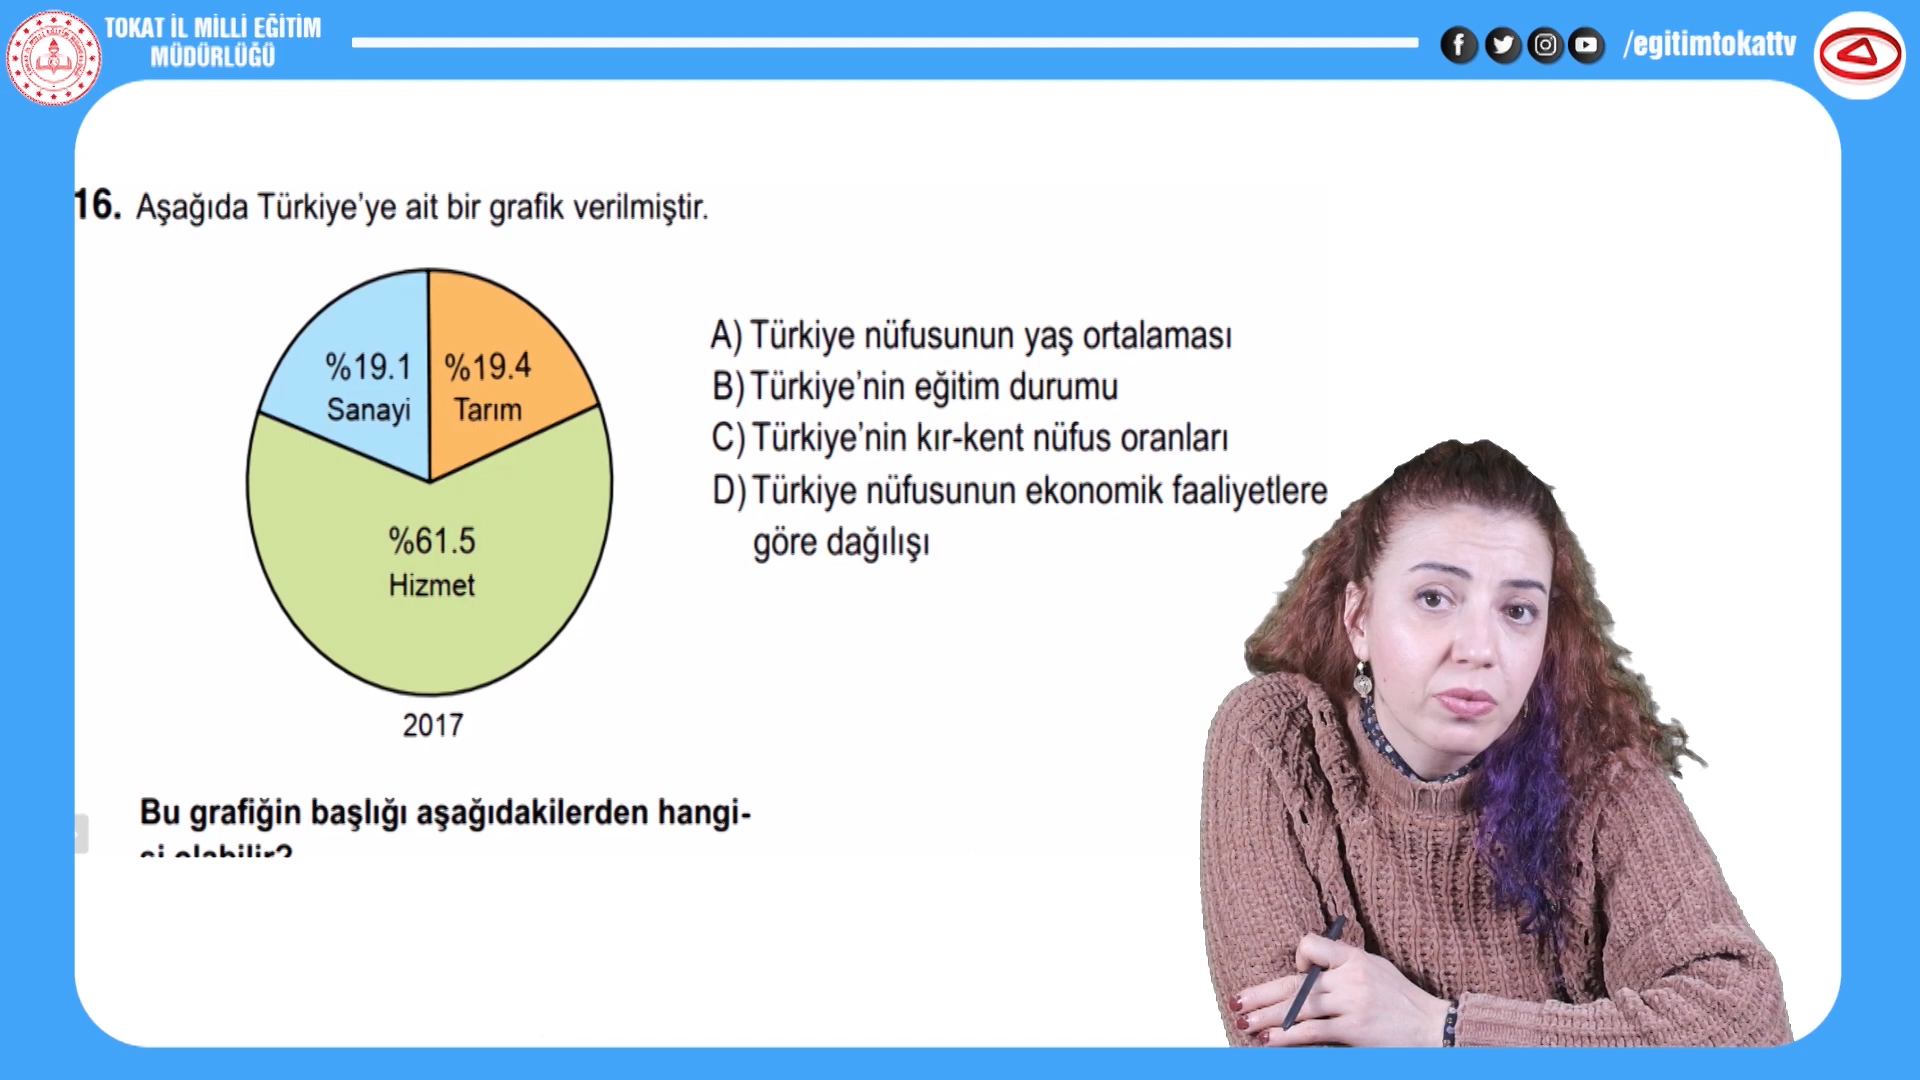 TOKAT İL MİLLİ EĞİTİM
MÜDÜRLÜĞÜ
/egitimtokattv
16. Aşağıda Türkiye'ye ait bir grafik verilmiştir.
%19.1
Sanayi
%19.4
Tarım
%61.5
Hizmet
2017
A) Türkiye nüfusunun yaş ortalaması
B) Türkiye'nin eğitim durumu
C) Türkiye'nin kır-kent nüfus oranları
D) Türkiye nüfusunun ekonomik faaliyetlere
göre dağılışı
Bu grafiğin başlığı aşağıdakilerden hangi-
si olabilir?